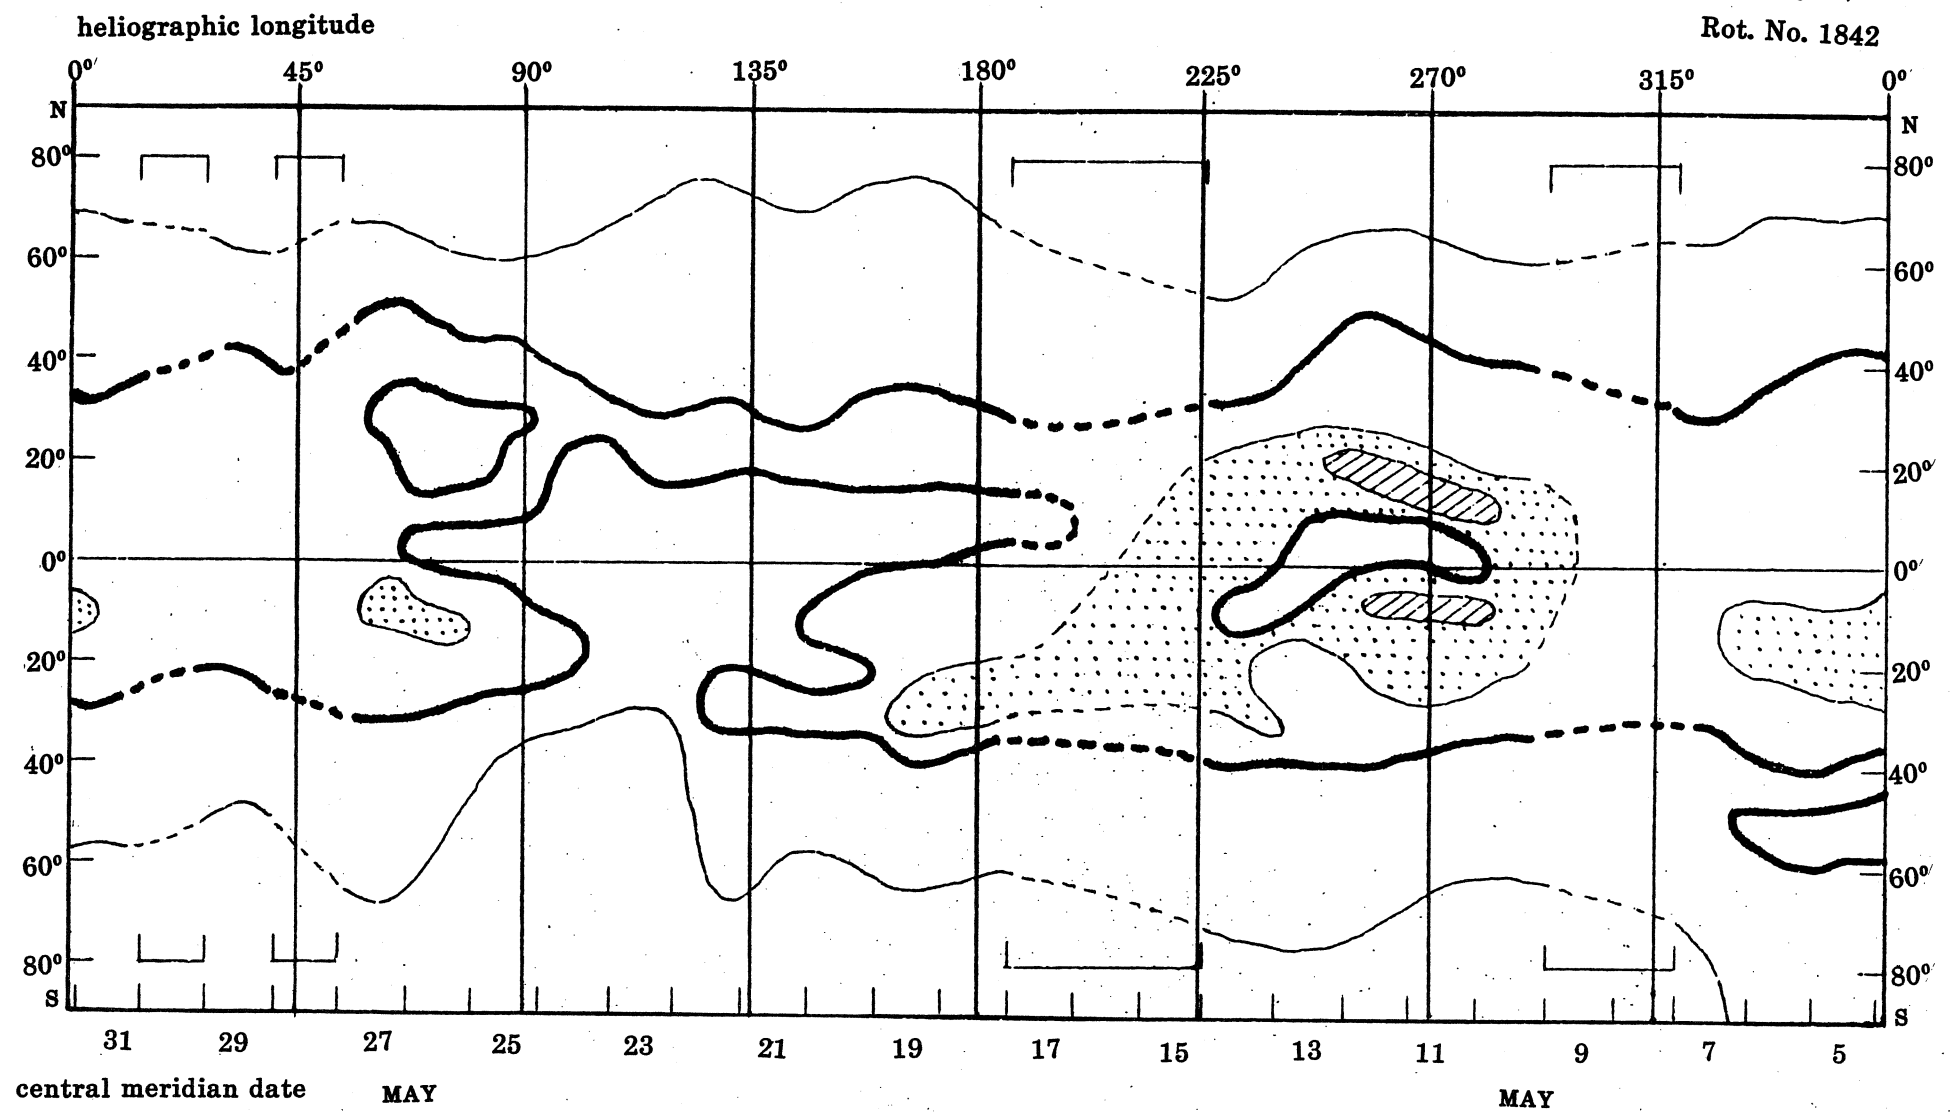 heliographic longitude
Rot. No. 1842
0° 45° 90° 135° 180° 225° 270° 315° 0°
N N
80° 80°
60° 60°
40° 40°
20° 20°
0° 0°
20° 20°
40° 40°
60° 60°
80° 80°
S S
31 29 27 25 23 21 19 17 15 13 11 9 7 5
central meridian date MAY MAY